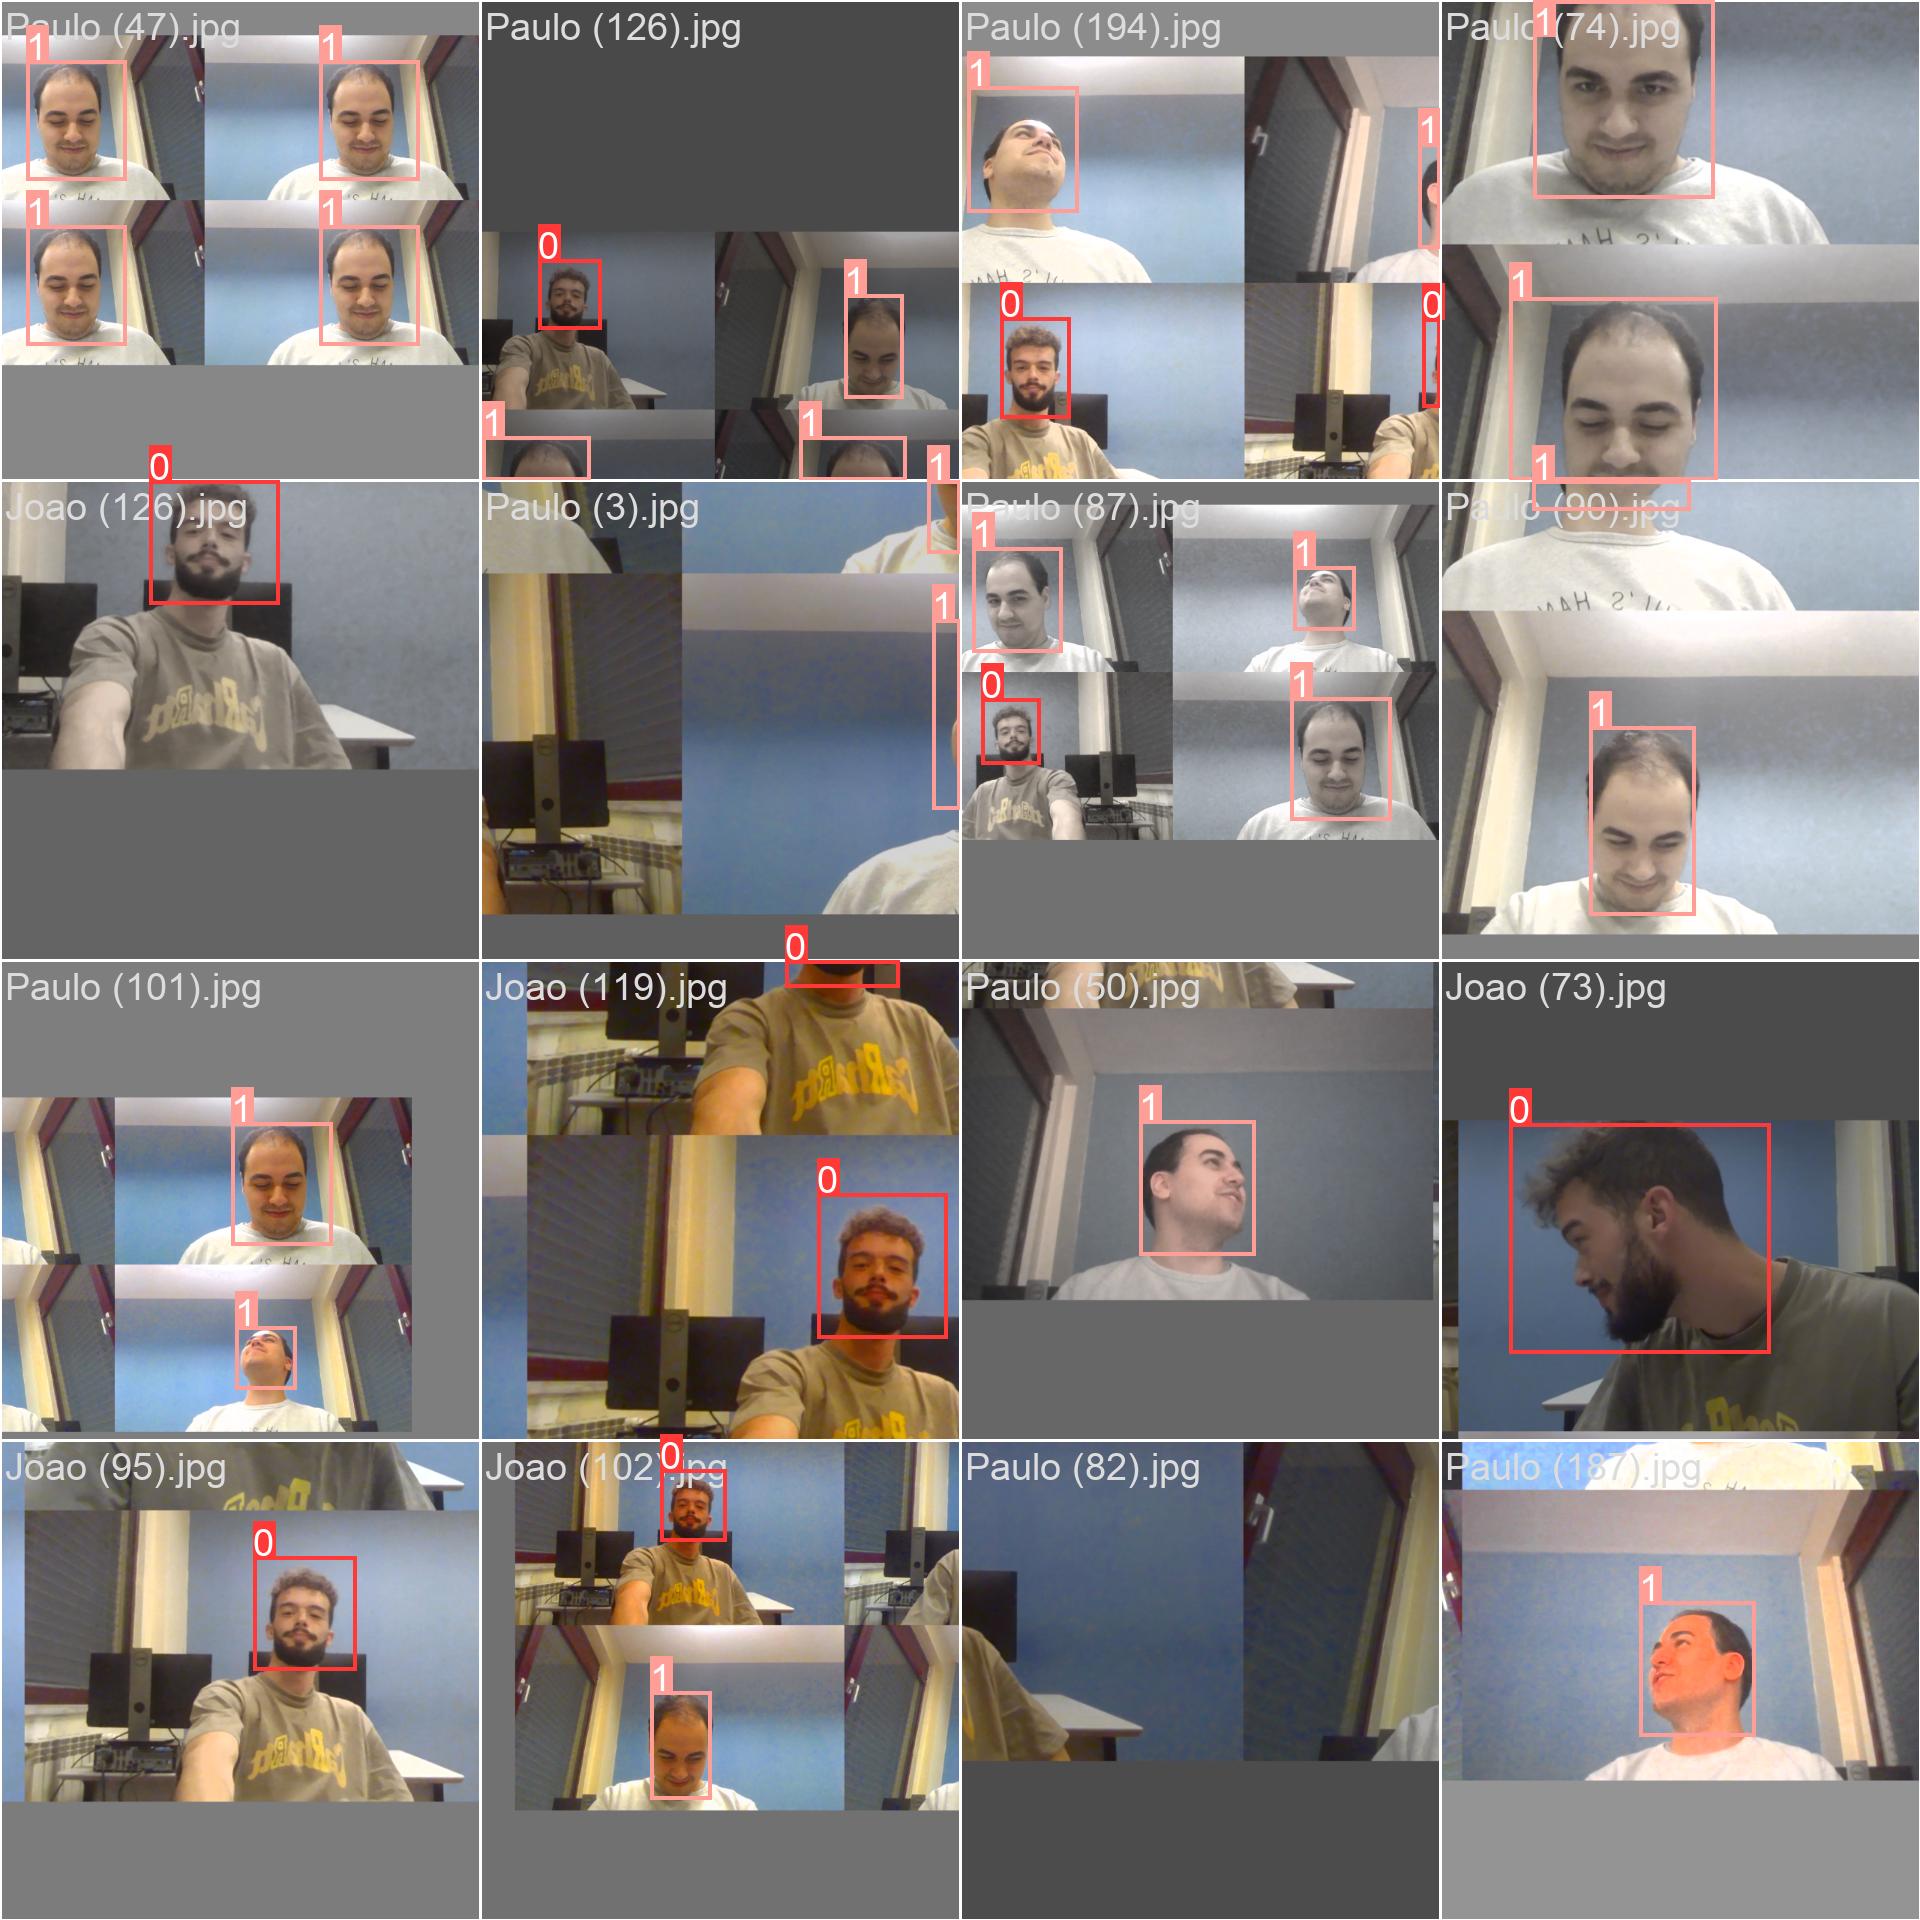 Paulo (47).jpg
1
1
1
1
Paulo (126).jpg
0
1
1
1
Paulo (194).jpg
1
1
0
0
Paulo (74).jpg
1
1
Joao (126).jpg
0
CaRhaRtt
Paulo (3).jpg
1
1
Paulo (87).jpg
1
1
0
1
Paulo (90).jpg
1
1
Paulo (101).jpg
1
1
Joao (119).jpg
0
0
Paulo (50).jpg
1
Joao (73).jpg
0
Joao (95).jpg
0
Joao (102).jpg
0
1
Paulo (82).jpg
Paulo (187).jpg
1